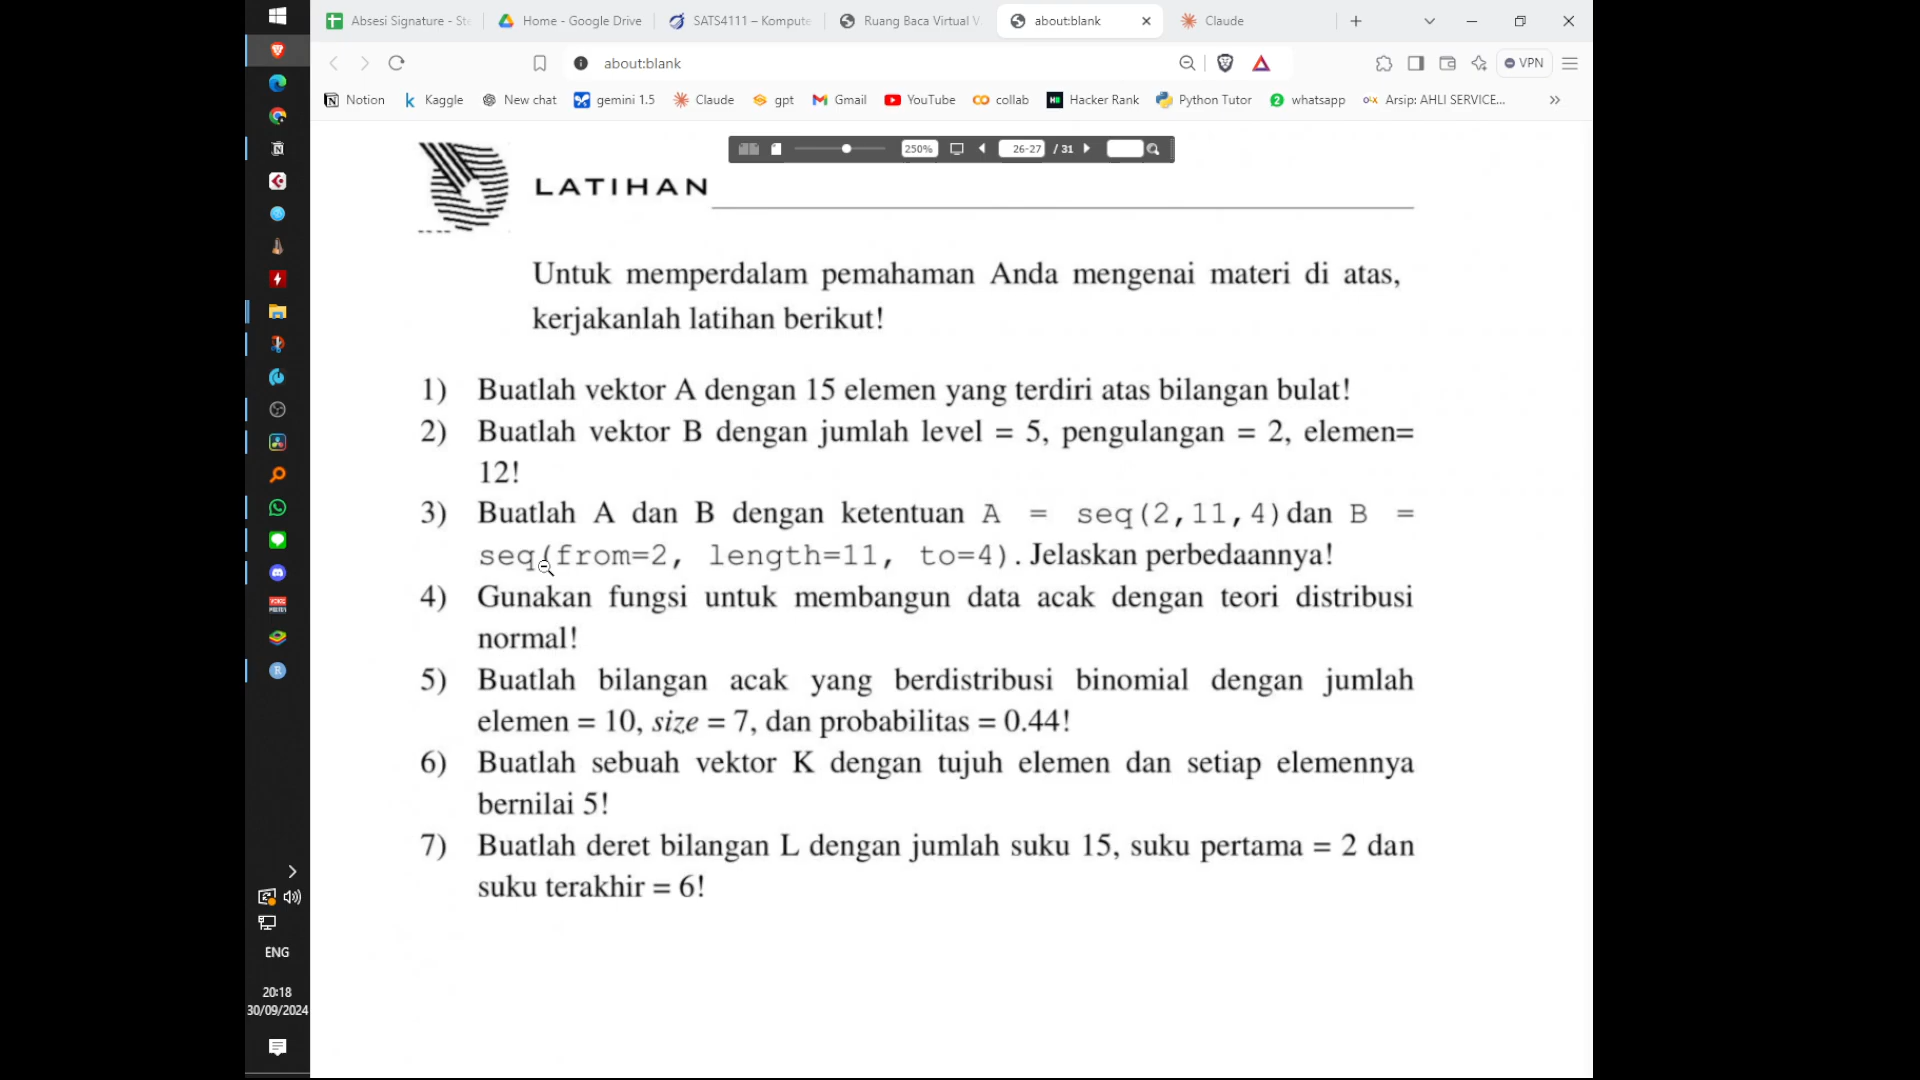 Absesi Signature - Ste
Home - Google Drive
SATS4111 – Kompute
Ruang Baca Virtual V
about:blank
Claude
about:blank
VPN
Notion
Kaggle
New chat
gemini 1.5
Claude
gpt
Gmail
YouTube
collab
Hacker Rank
Python Tutor
whatsapp
Arsip: AHLI SERVICE...
250%
26-27
/ 31
LATIHAN
Untuk memperdalam pemahaman Anda mengenai materi di atas,
kerjakanlah latihan berikut!
1) Buatlah vektor A dengan 15 elemen yang terdiri atas bilangan bulat!
2) Buatlah vektor B dengan jumlah level = 5, pengulangan = 2, elemen=
12!
3) Buatlah A dan B dengan ketentuan A = seq(2,11,4)dan B =
seq(from=2, length=11, to=4). Jelaskan perbedaannya!
4) Gunakan fungsi untuk membangun data acak dengan teori distribusi
normal!
5) Buatlah bilangan acak yang berdistribusi binomial dengan jumlah
elemen = 10, size = 7, dan probabilitas = 0.44!
6) Buatlah sebuah vektor K dengan tujuh elemen dan setiap elemennya
bernilai 5!
7) Buatlah deret bilangan L dengan jumlah suku 15, suku pertama = 2 dan
suku terakhir = 6!
ENG
20:18
30/09/2024